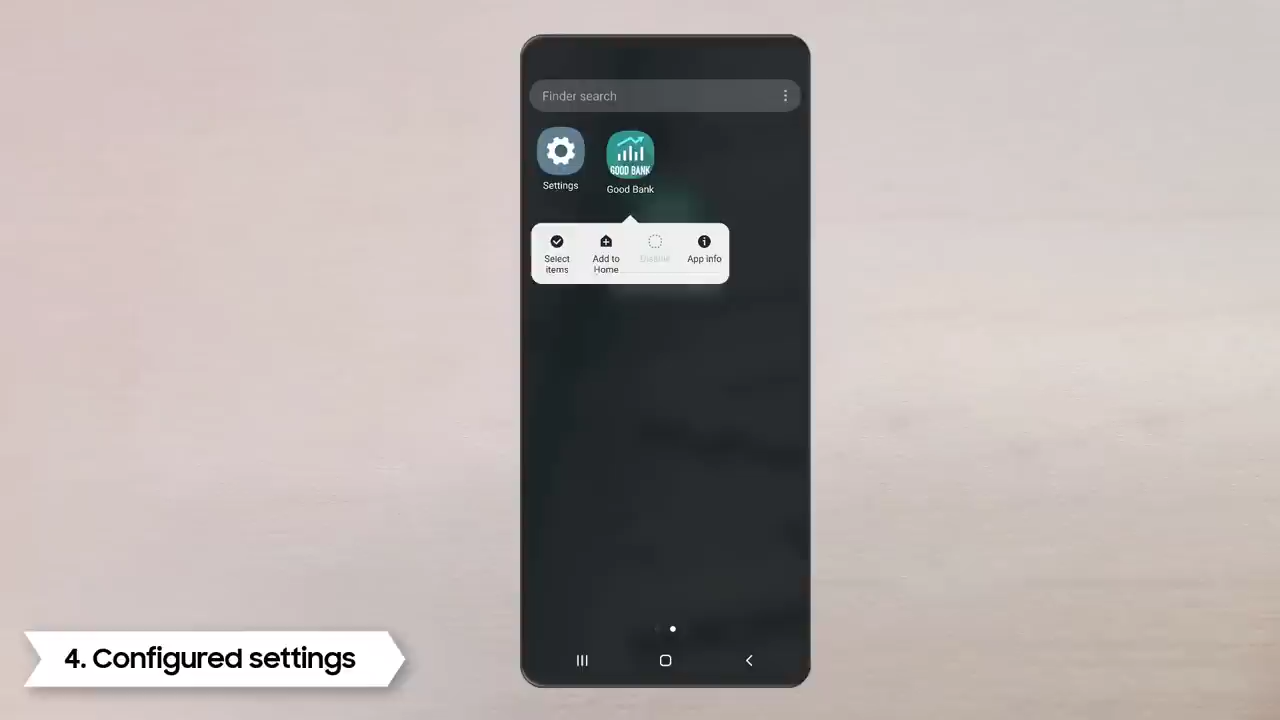 Finder search
Settings
GOOD BANK
Good Bank
Select
items
Add to
Home
Disable
App info
4. Configured settings